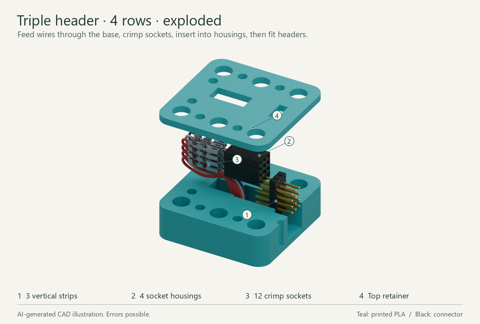 Triple header · 4 rows · exploded
Feed wires through the base, crimp sockets, insert into housings, then fit headers.
4
2
3
1
1 3 vertical strips 2 4 socket housings 3 12 crimp sockets 4 Top retainer
AI-generated CAD illustration. Errors possible. Teal: printed PLA / Black: connector